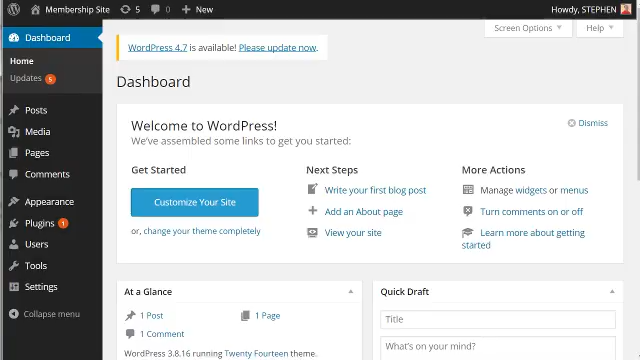 Membership Site 5 0 New Howdy, STEPHEN
Dashboard
Home
Updates 5
Posts
Media
Pages
Comments
Appearance
Plugins 1
Users
Tools
Settings
Collapse menu
Screen Options Help
WordPress 4.7 is available! Please update now.
Dashboard
Welcome to WordPress!
We've assembled some links to get you started:
Dismiss
Get Started
Customize Your Site
or, change your theme completely
Next Steps
Write your first blog post
Add an About page
View your site
More Actions
Manage widgets or menus
Turn comments on or off
Learn more about getting
started
At a Glance
1 Post 1 Page
1 Comment
WordPress 3.8.16 running Twenty Fourteen theme.
Quick Draft
Title
What's on your mind?